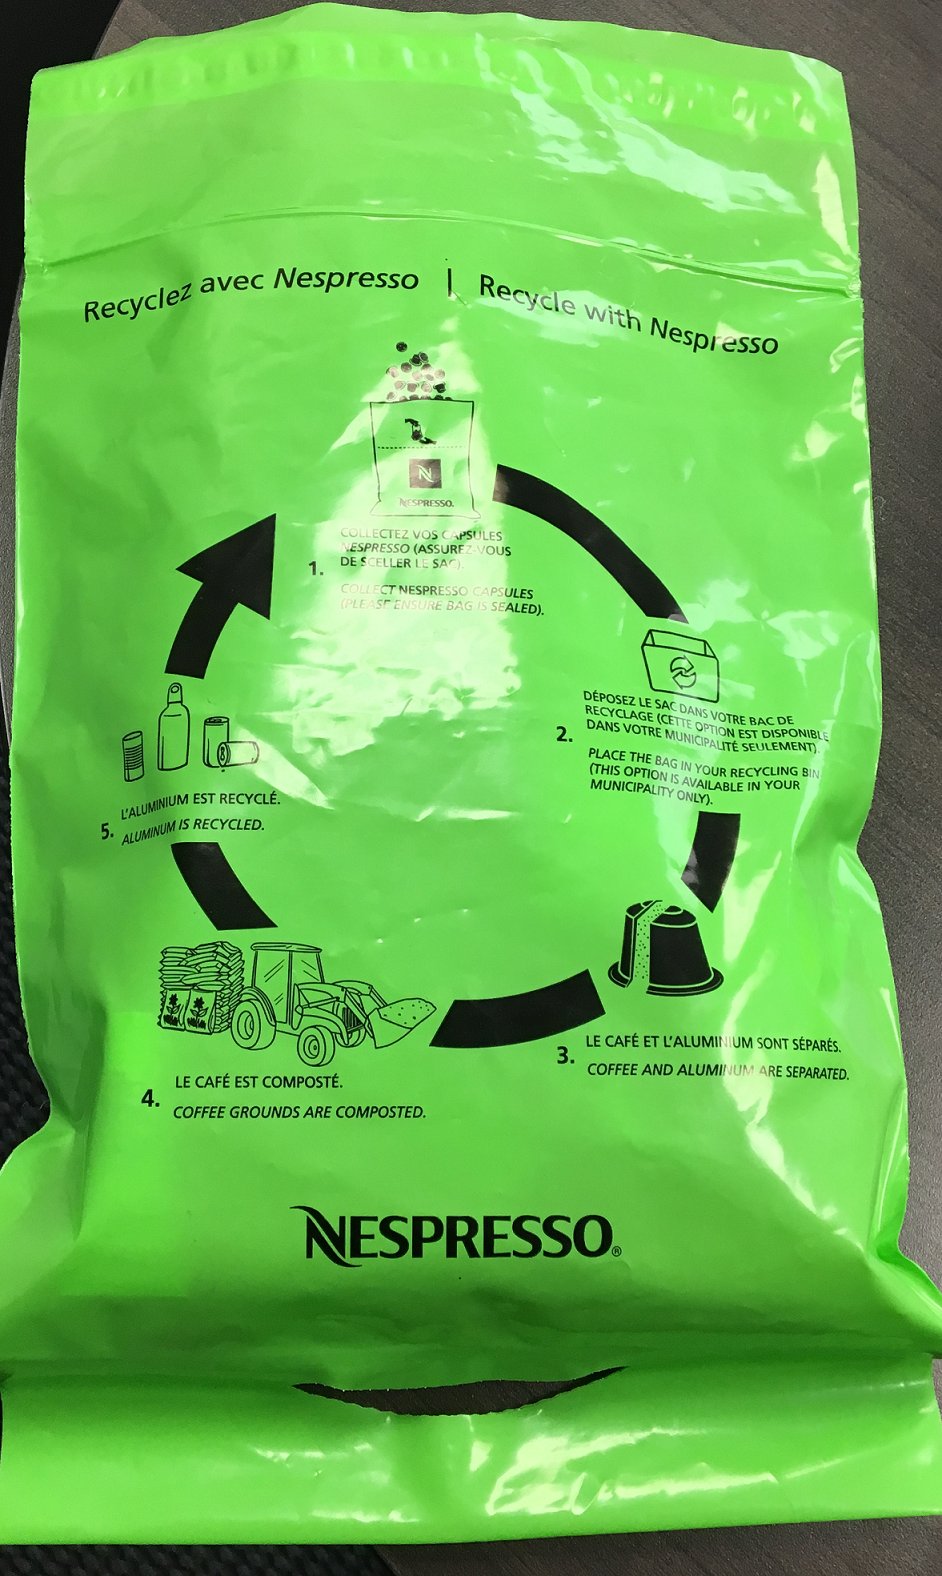 Recyclez avec Nespresso | Recycle with Nespresso
N
NESPRESSO.
1.
COLLECTEZ VOS CAPSULES
NESPRESSO (ASSUREZ-VOUS
DE SCELLER LE SAC).
COLLECT NESPRESSO CAPSULES
(PLEASE ENSURE BAG IS SEALED).
2.
DÉPOSEZ LE SAC DANS VOTRE BAC DE
RECYCLAGE (CETTE OPTION EST DISPONIBLE
DANS VOTRE MUNICIPALITÉ SEULEMENT).
PLACE THE BAG IN YOUR RECYCLING BIN
(THIS OPTION IS AVAILABLE IN YOUR
MUNICIPALITY ONLY).
3.
LE CAFÉ ET L'ALUMINIUM SONT SÉPARÉS.
COFFEE AND ALUMINUM ARE SEPARATED.
4.
LE CAFÉ EST COMPOSTÉ.
COFFEE GROUNDS ARE COMPOSTED.
5.
L'ALUMINIUM EST RECYCLÉ.
ALUMINUM IS RECYCLED.
NESPRESSO®